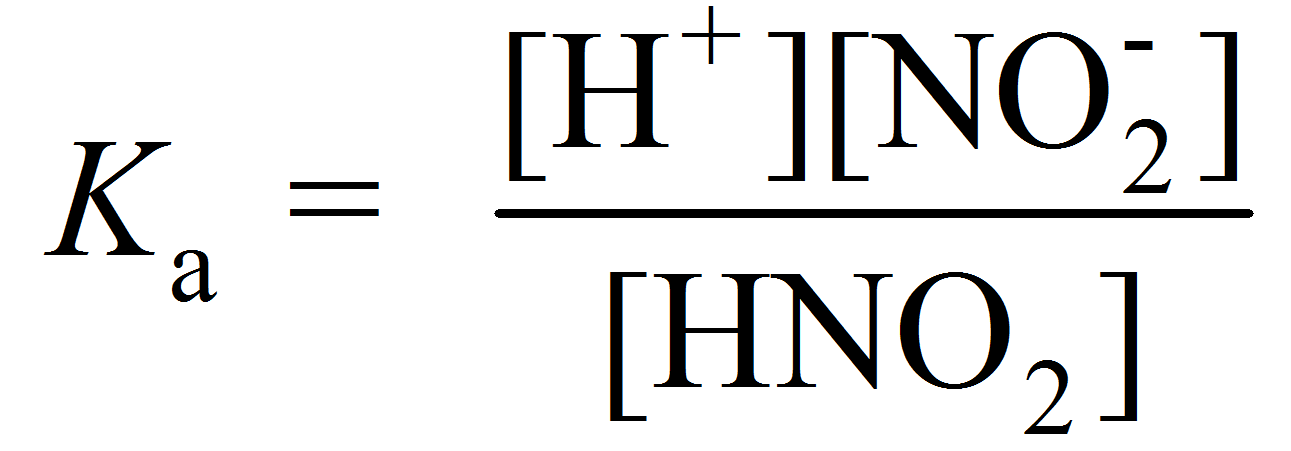 Kₐ = [H⁺][NO₂⁻] / [HNO₂]